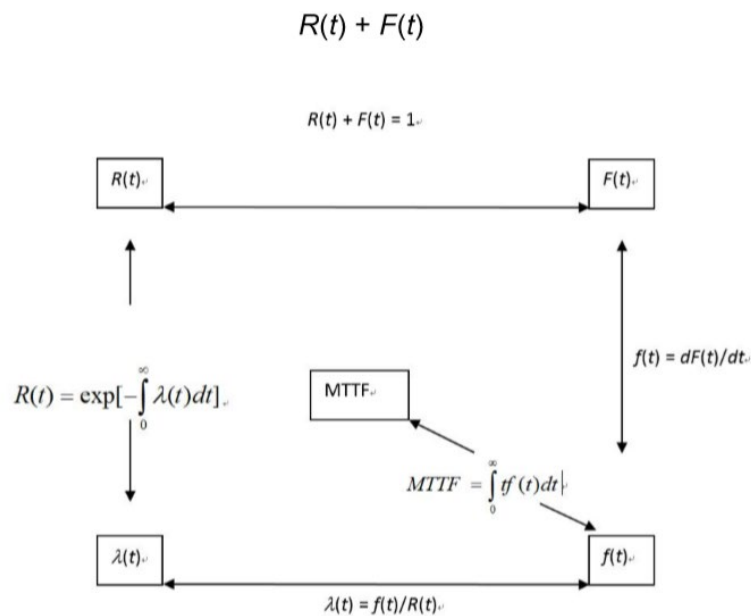 R(t) + F(t)
R(t) + F(t) = 1
R(t)
F(t)
f(t) = dF(t)/dt
R(t) = exp[-∫₀^∞ λ(t)dt]
MTTF
MTTF = ∫₀^∞ tf(t)dt
λ(t)
f(t)
λ(t) = f(t)/R(t)